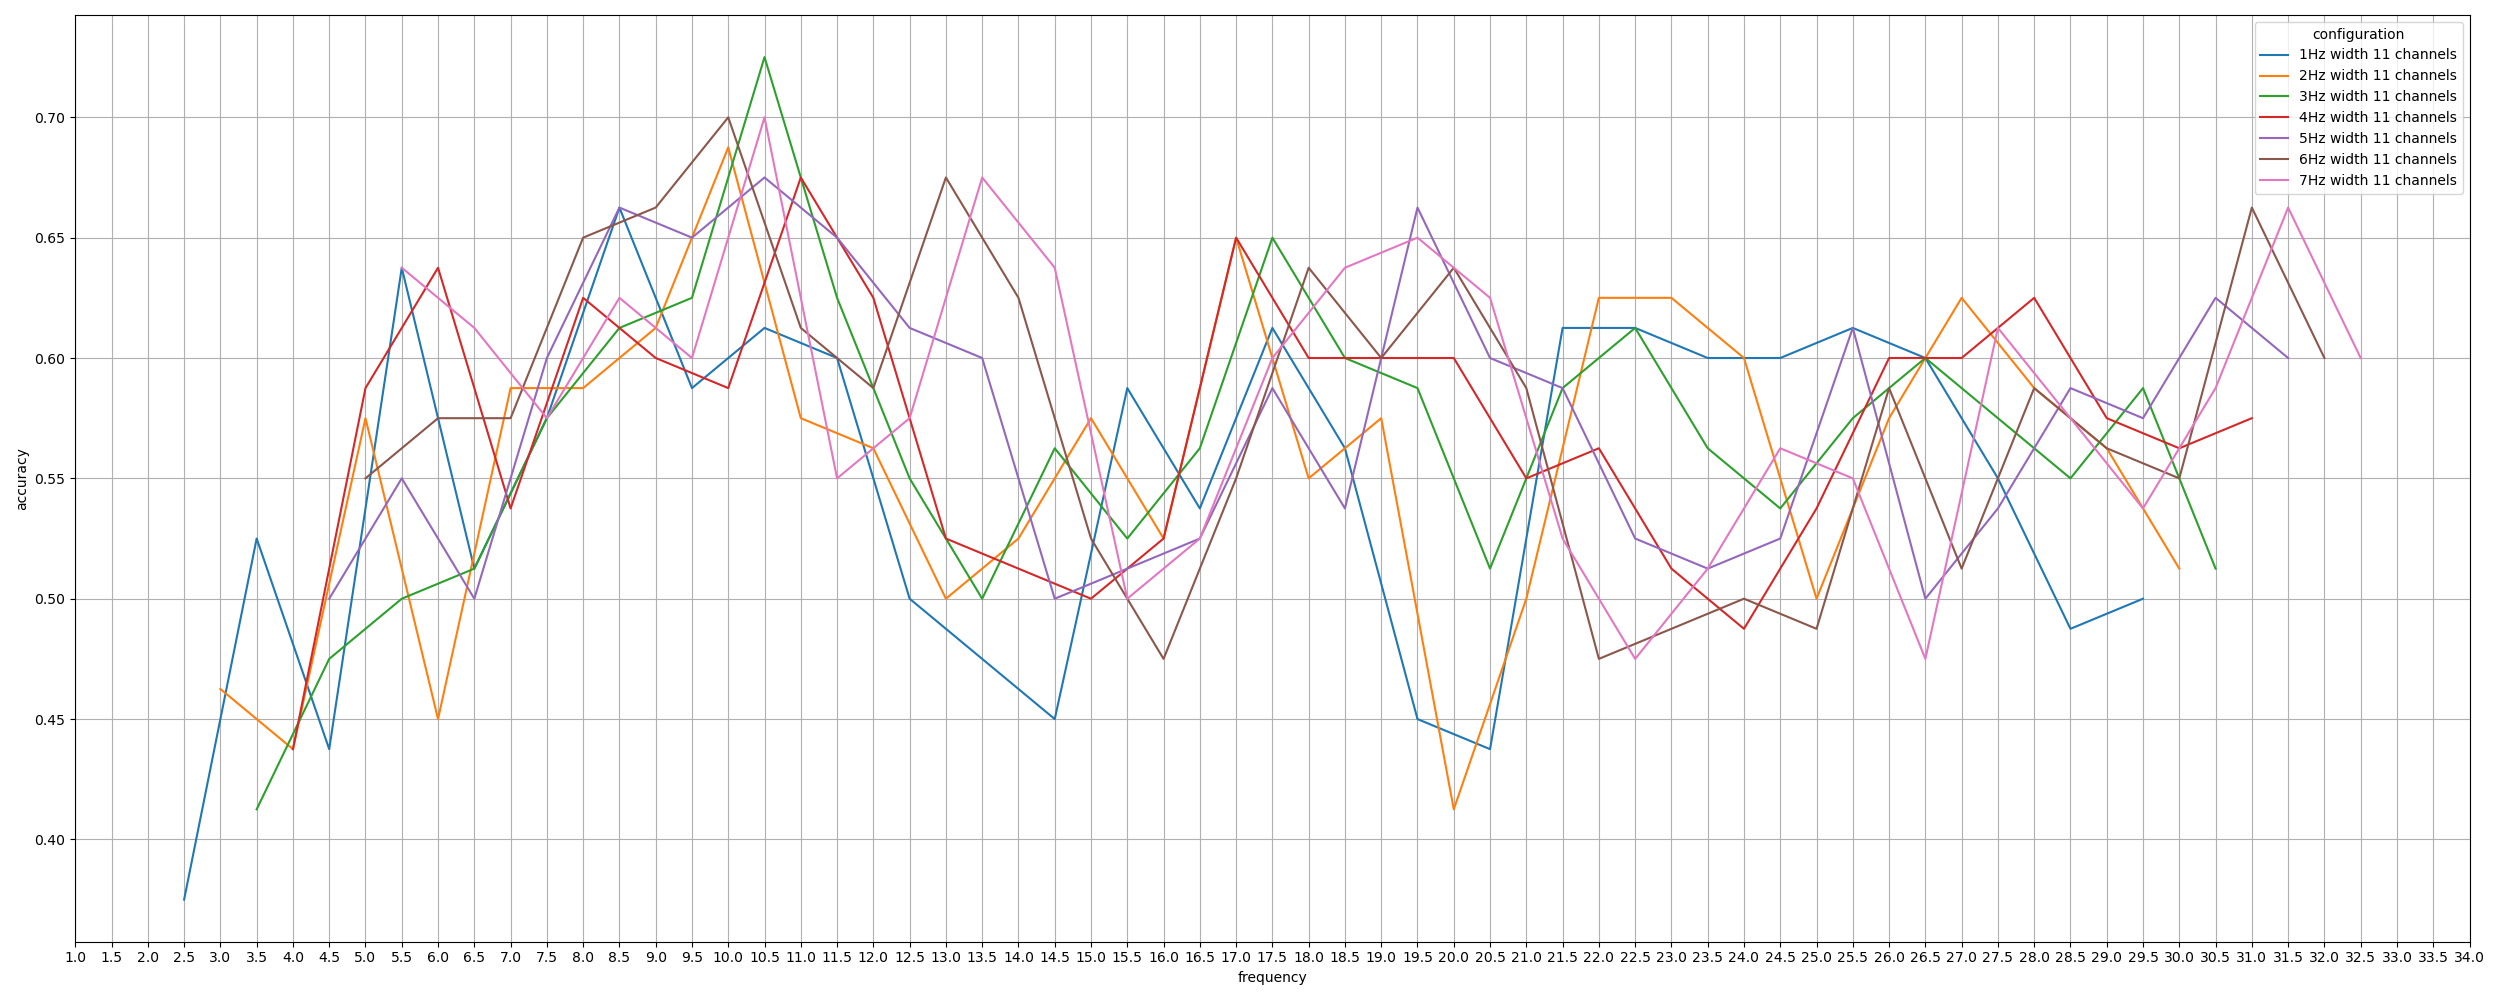 configuration
1Hz width 11 channels
2Hz width 11 channels
3Hz width 11 channels
4Hz width 11 channels
5Hz width 11 channels
6Hz width 11 channels
7Hz width 11 channels
0.70
0.65
0.60
0.55
0.50
0.45
0.40
accuracy
1.0 1.5 2.0 2.5 3.0 3.5 4.0 4.5 5.0 5.5 6.0 6.5 7.0 7.5 8.0 8.5 9.0 9.5 10.0 10.5 11.0 11.5 12.0 12.5 13.0 13.5 14.0 14.5 15.0 15.5 16.0 16.5 17.0 17.5 18.0 18.5 19.0 19.5 20.0 20.5 21.0 21.5 22.0 22.5 23.0 23.5 24.0 24.5 25.0 25.5 26.0 26.5 27.0 27.5 28.0 28.5 29.0 29.5 30.0 30.5 31.0 31.5 32.0 32.5 33.0 33.5 34.0
frequency